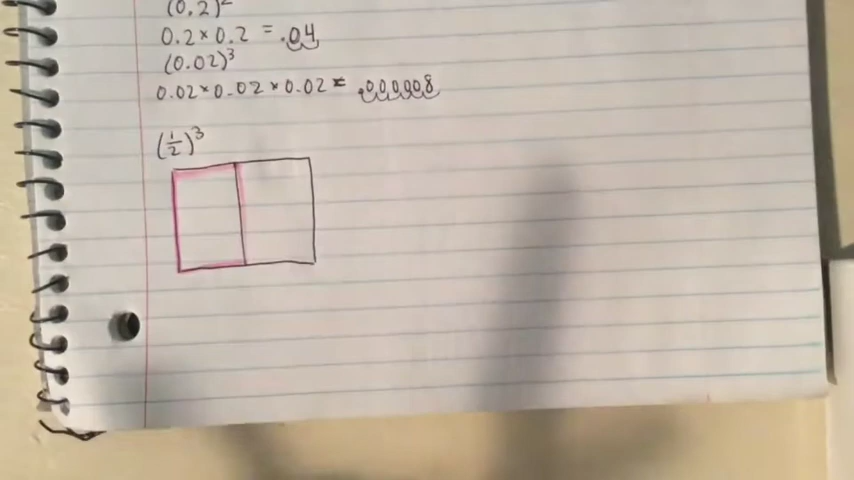 (0.2)²
0.2 × 0.2 = .04
(0.02)³
0.02 × 0.02 × 0.02 = .000008
(1/2)³